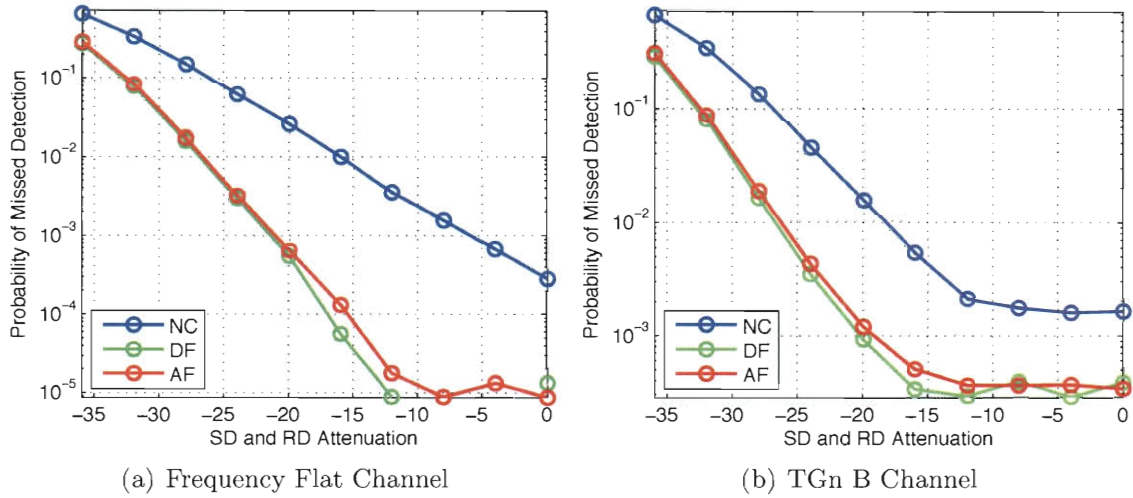 Probability of Missed Detection
10⁻¹
10⁻²
10⁻³
10⁻⁴
10⁻⁵
NC
DF
AF
−35 −30 −25 −20 −15 −10 −5 0
SD and RD Attenuation
(a) Frequency Flat Channel
Probability of Missed Detection
10⁻¹
10⁻²
10⁻³
NC
DF
AF
−35 −30 −25 −20 −15 −10 −5 0
SD and RD Attenuation
(b) TGn B Channel